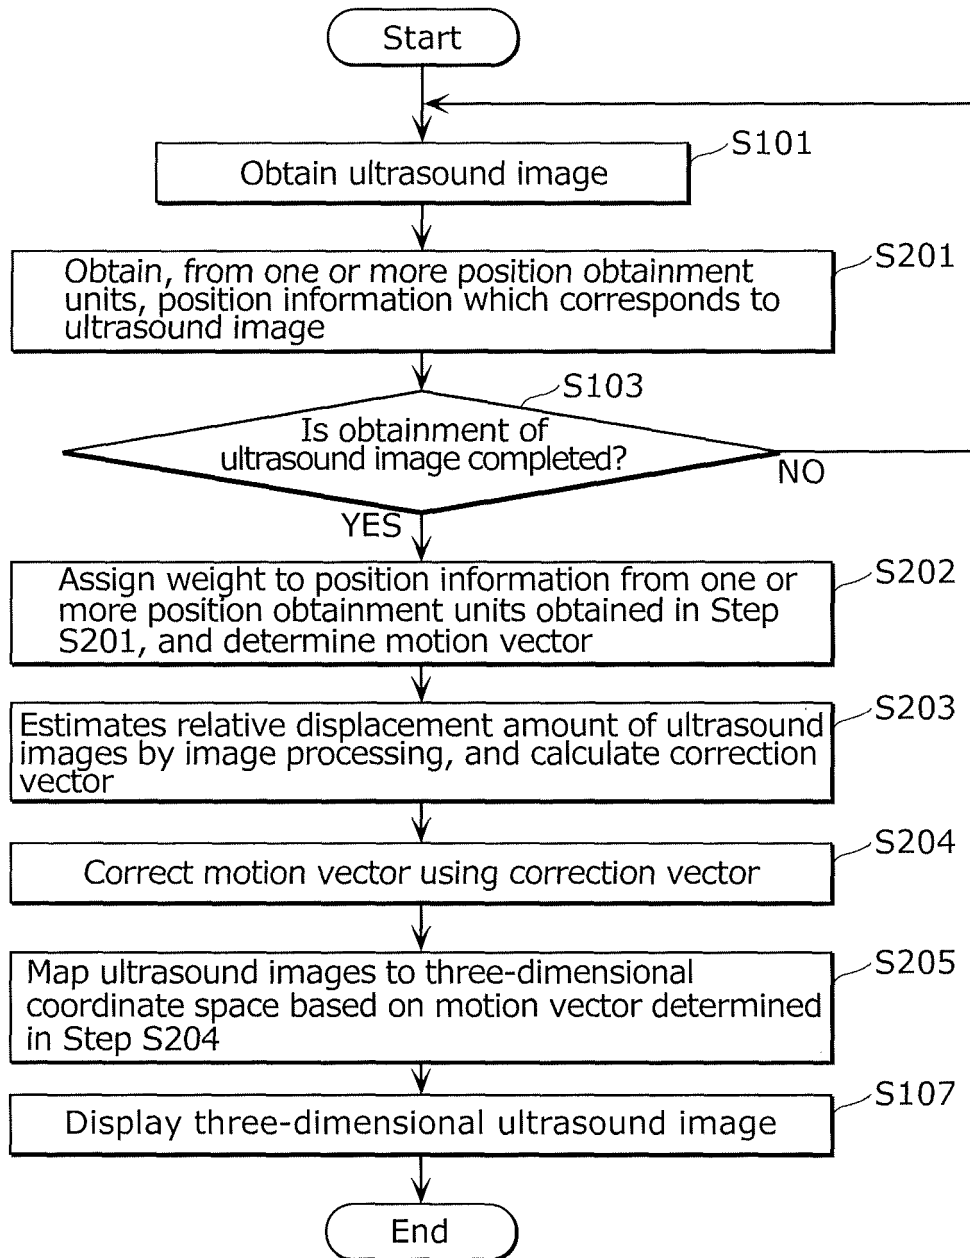 Start
S101
Obtain ultrasound image
S201
Obtain, from one or more position obtainment
units, position information which corresponds to
ultrasound image
S103
Is obtainment of
ultrasound image completed?
NO
YES
S202
Assign weight to position information from one or
more position obtainment units obtained in Step
S201, and determine motion vector
S203
Estimates relative displacement amount of ultrasound
images by image processing, and calculate correction
vector
S204
Correct motion vector using correction vector
S205
Map ultrasound images to three-dimensional
coordinate space based on motion vector determined
in Step S204
S107
Display three-dimensional ultrasound image
End